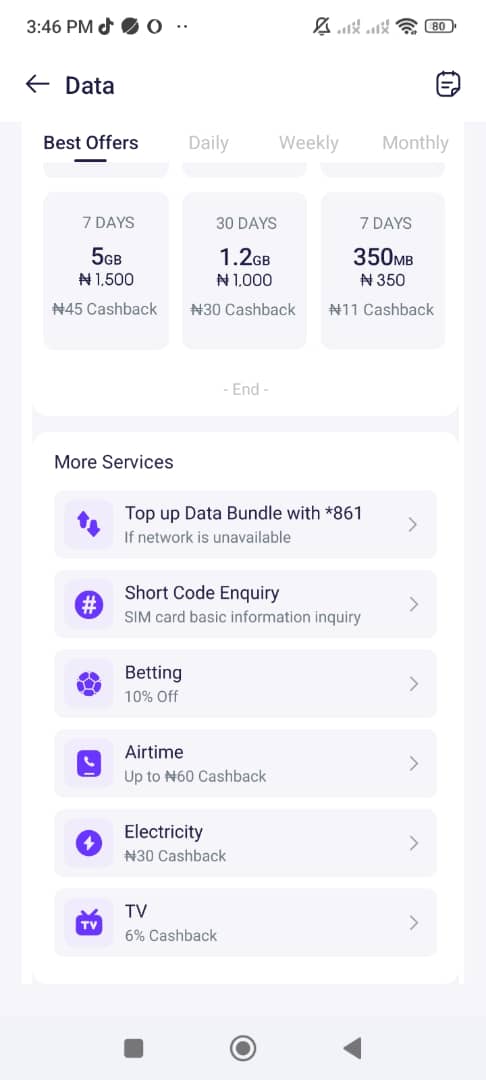 3:46 PM
80
Data
Best Offers Daily Weekly Monthly
7 DAYS
5GB
₦ 1,500
₦45 Cashback
30 DAYS
1.2GB
₦ 1,000
₦30 Cashback
7 DAYS
350MB
₦ 350
₦11 Cashback
- End -
More Services
Top up Data Bundle with *861
If network is unavailable
#
Short Code Enquiry
SIM card basic information inquiry
Betting
10% Off
Airtime
Up to ₦60 Cashback
Electricity
₦30 Cashback
TV
TV
6% Cashback